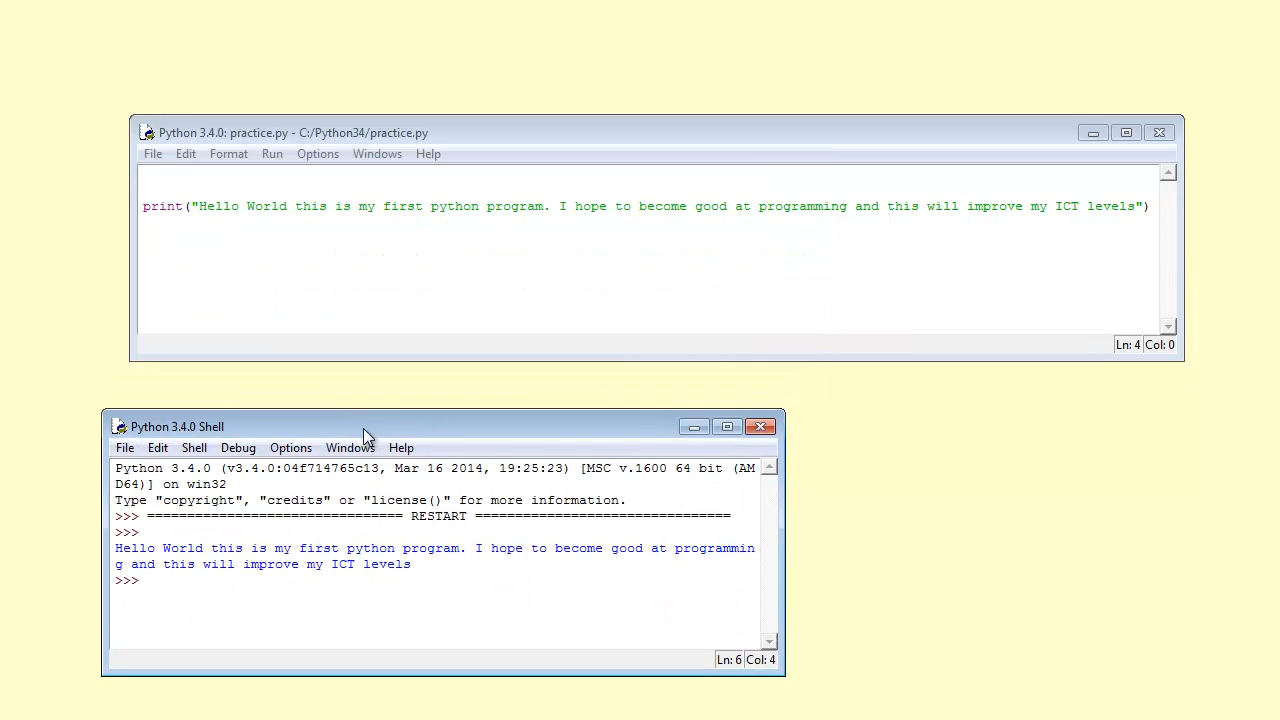 Python 3.4.0: practice.py - C:/Python34/practice.py
File Edit Format Run Options Windows Help
print("Hello World this is my first python program. I hope to become good at programming and this will improve my ICT levels")
Ln: 4 Col: 0
Python 3.4.0 Shell
File Edit Shell Debug Options Windows Help
Python 3.4.0 (v3.4.0:04f714765c13, Mar 16 2014, 19:25:23) [MSC v.1600 64 bit (AM
D64)] on win32
Type "copyright", "credits" or "license()" for more information.
>>> ================================ RESTART ================================
>>>
Hello World this is my first python program. I hope to become good at programmin
g and this will improve my ICT levels
>>>
Ln: 6 Col: 4